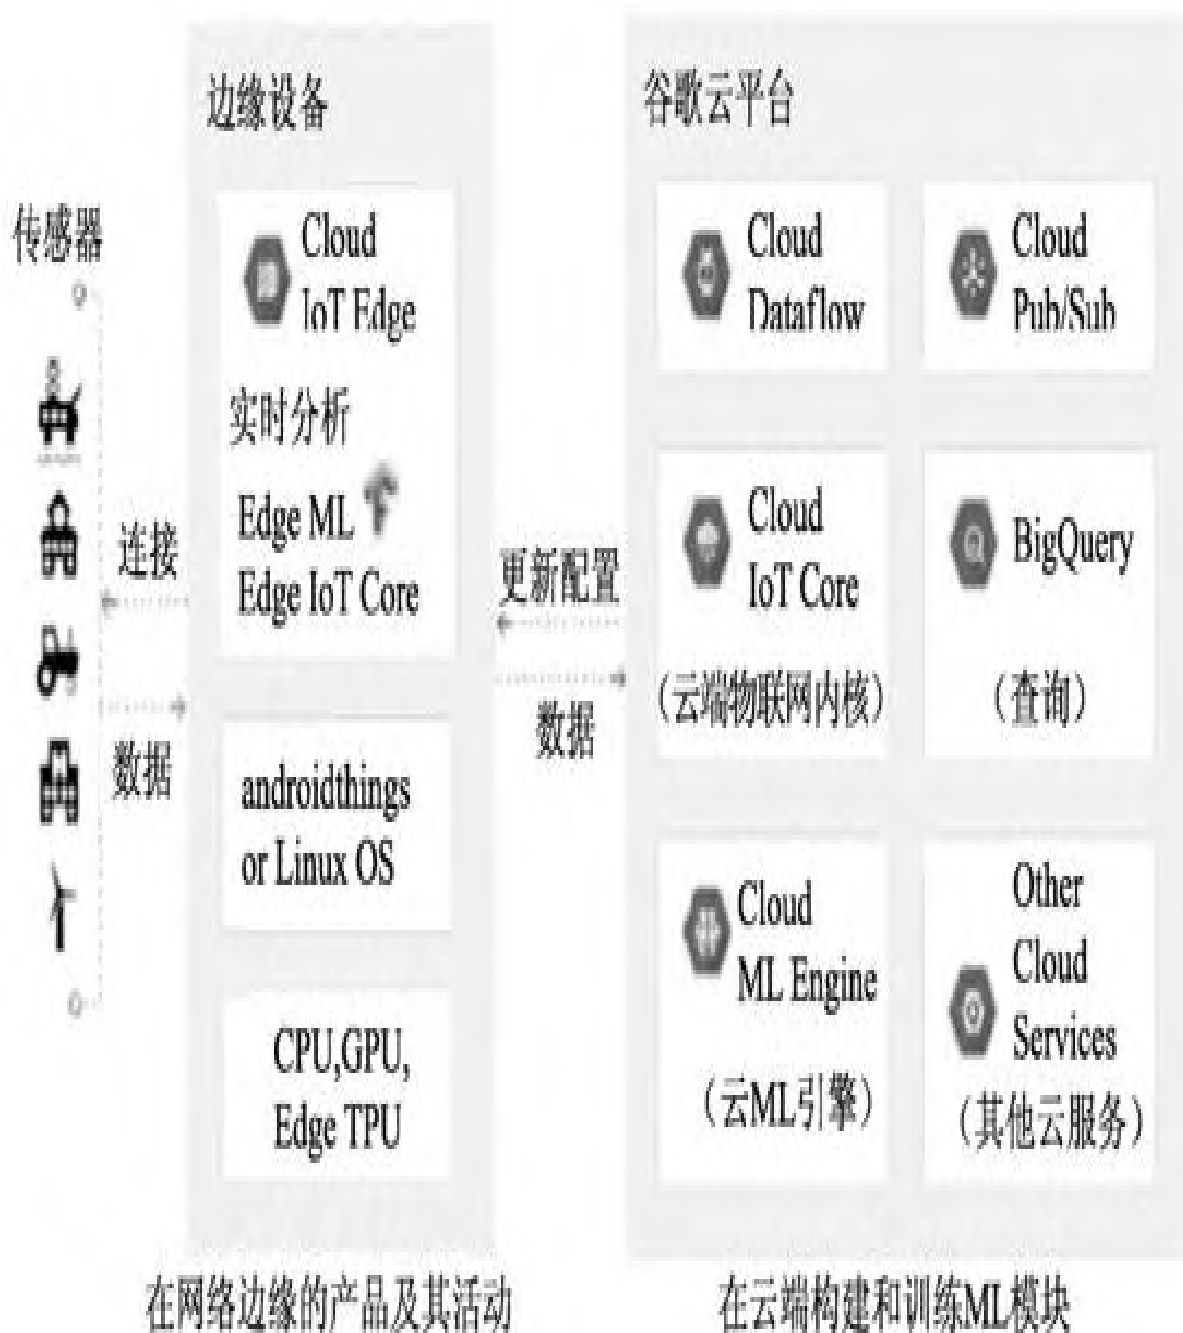 传感器
连接
数据
边缘设备
Cloud
IoT Edge
实时分析
Edge ML
Edge IoT Core
androidthings
or Linux OS
CPU,GPU,
Edge TPU
在网络边缘的产品及其活动
更新配置
数据
谷歌云平台
Cloud
Dataflow
Cloud
Pub/Sub
Cloud
IoT Core
（云端物联网内核）
BigQuery
（查询）
Cloud
ML Engine
（云ML引擎）
Other
Cloud
Services
（其他云服务）
在云端构建和训练ML模块